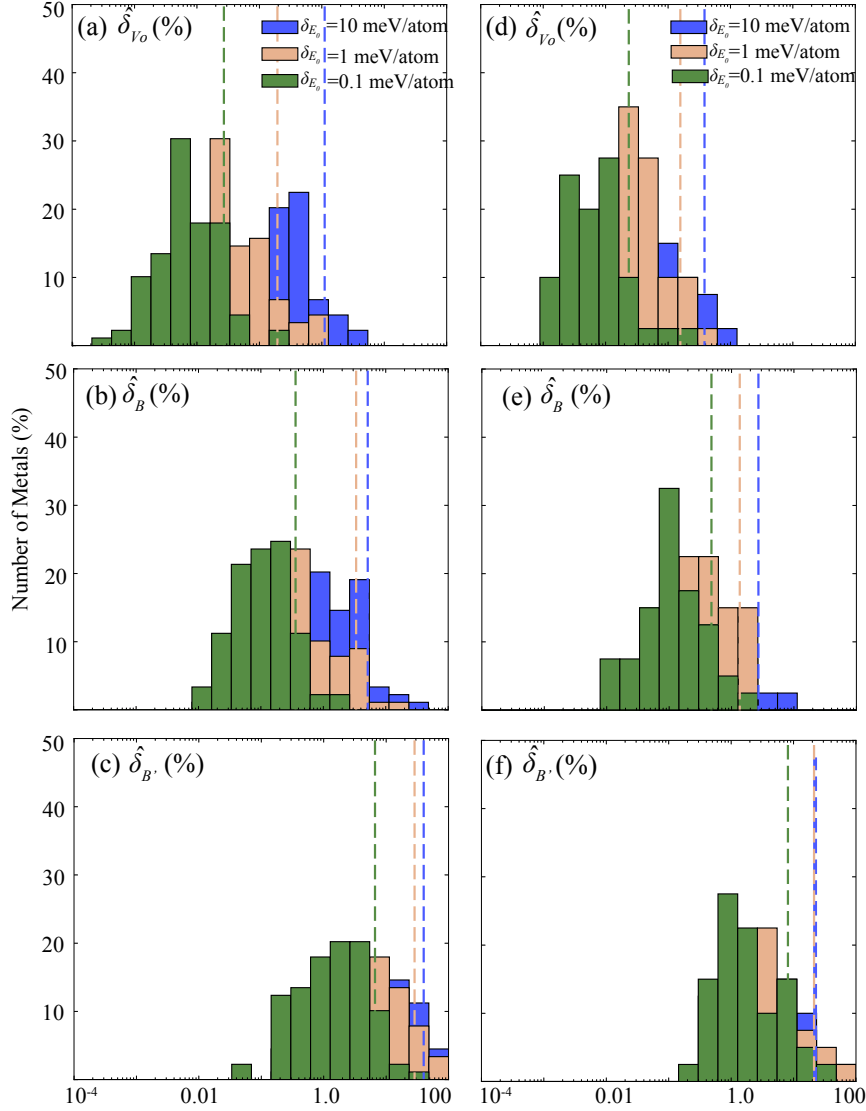 (a) δ̂_Vo (%)
δ_E₀=10 meV/atom
δ_E₀=1 meV/atom
δ_E₀=0.1 meV/atom
50
40
30
20
10
(d) δ̂_Vo (%)
δ_E₀=10 meV/atom
δ_E₀=1 meV/atom
δ_E₀=0.1 meV/atom
(b) δ̂_B (%)
50
40
30
20
10
Number of Metals (%)
(e) δ̂_B (%)
(c) δ̂_B' (%)
50
40
30
20
10
10⁻⁴ 0.01 1.0 100
(f) δ̂_B' (%)
10⁻⁴ 0.01 1.0 100